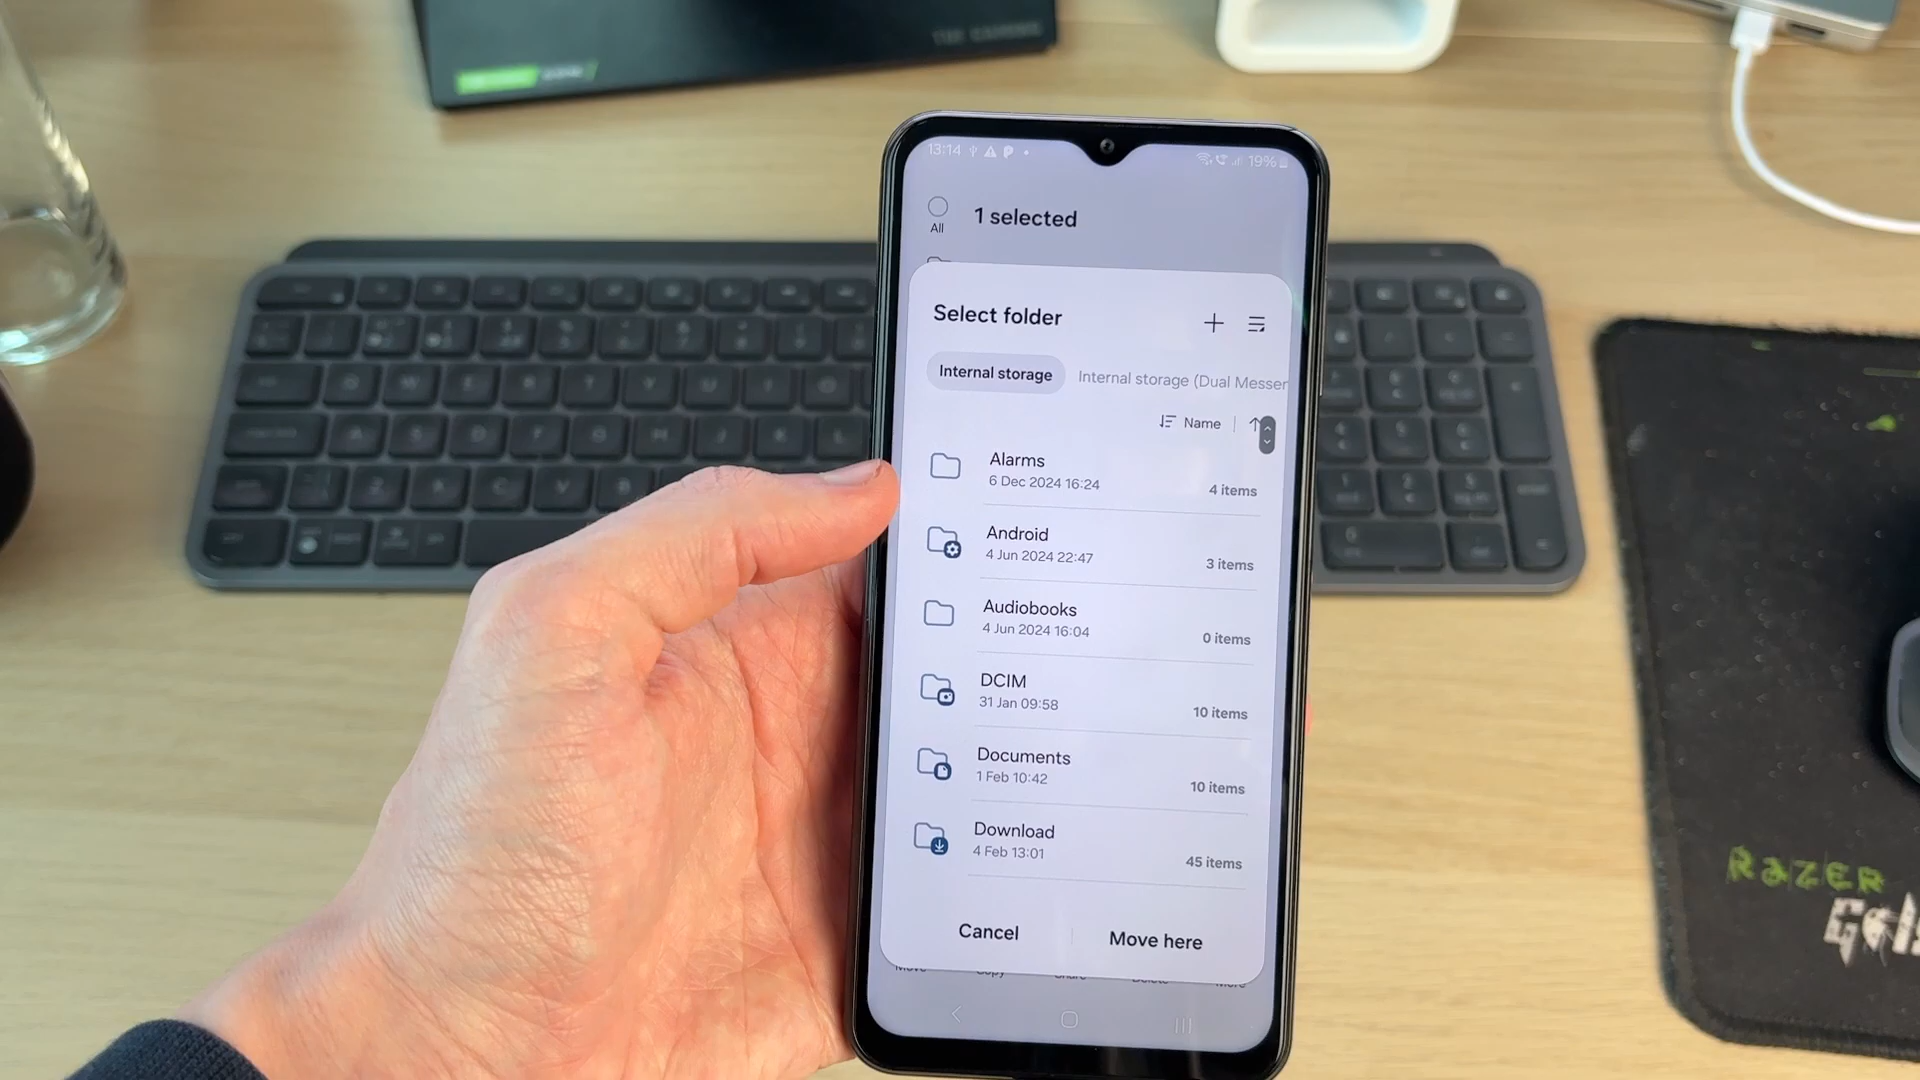 13:14
19%
All
1 selected
Select folder
Internal storage
Internal storage (Dual Messen
Name
Alarms
6 Dec 2024 16:24
4 items
Android
4 Jun 2024 22:47
3 items
Audiobooks
4 Jun 2024 16:04
0 items
DCIM
31 Jan 09:58
10 items
Documents
1 Feb 10:42
10 items
Download
4 Feb 13:01
45 items
Cancel
Move here
RAZER